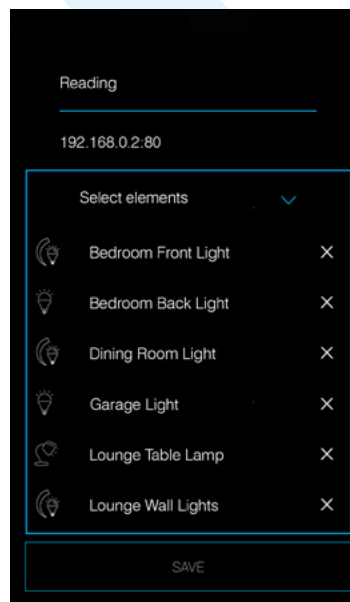 Reading
192.168.0.2:80
Select elements
Bedroom Front Light
Bedroom Back Light
Dining Room Light
Garage Light
Lounge Table Lamp
Lounge Wall Lights
SAVE